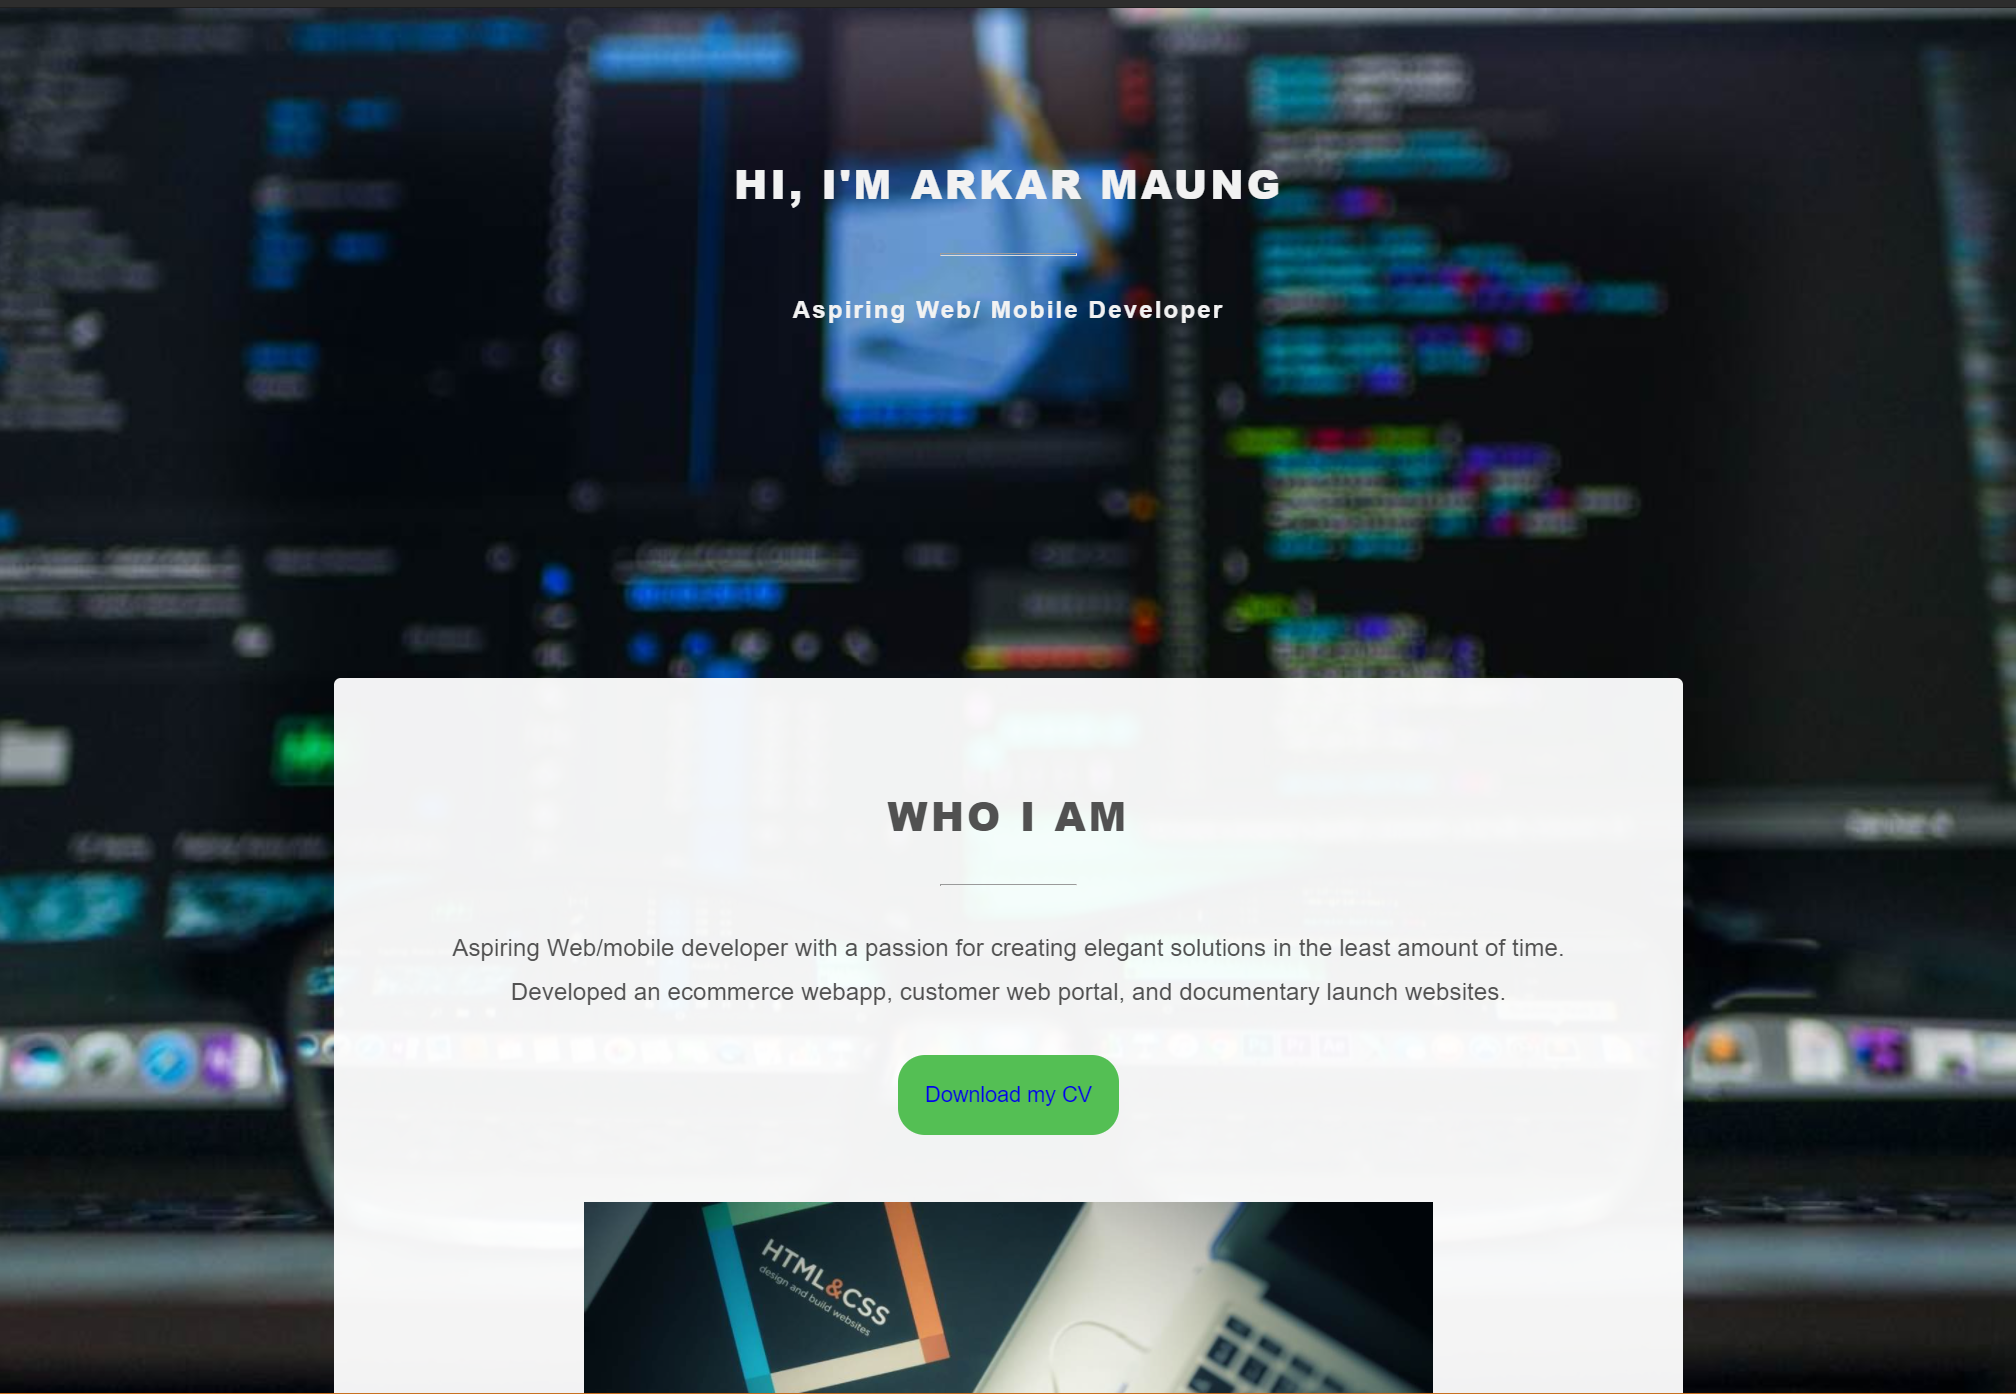 HI, I'M ARKAR MAUNG
Aspiring Web/ Mobile Developer
WHO I AM
Aspiring Web/mobile developer with a passion for creating elegant solutions in the least amount of time.
Developed an ecommerce webapp, customer web portal, and documentary launch websites.
Download my CV
HTML&CSS
design and build websites